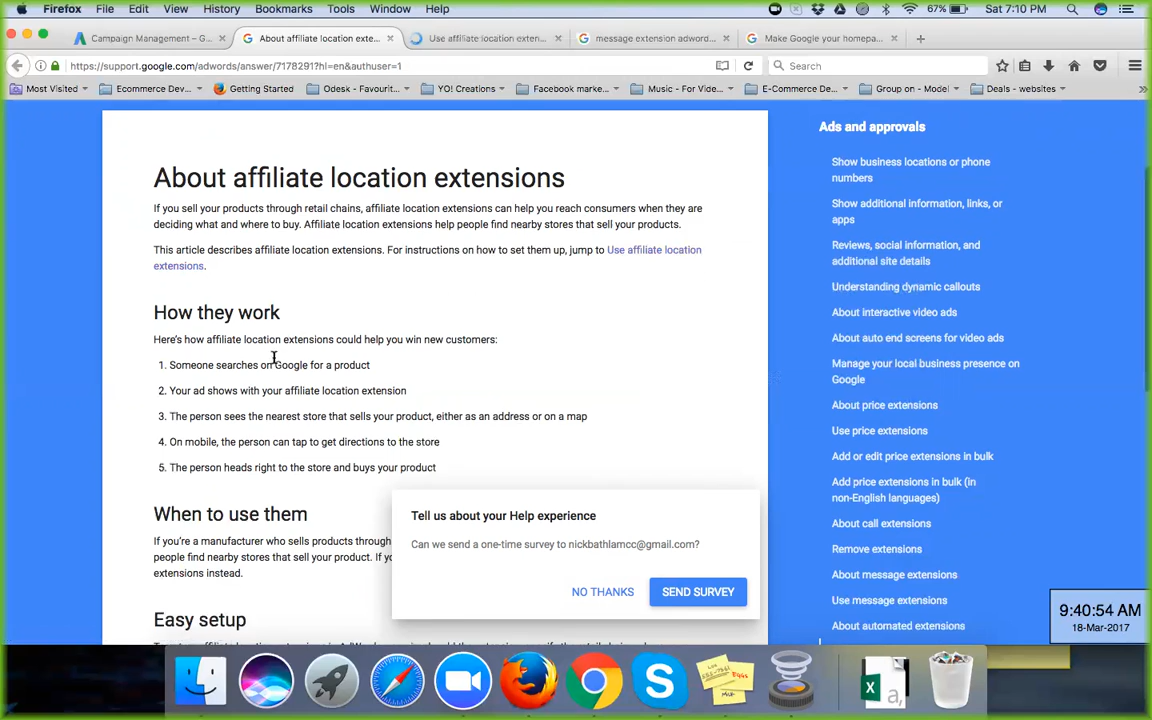 Firefox File Edit View History Bookmarks Tools Window Help 67% Sat 7:10 PM
Campaign Management – G... About affiliate location exte... Use affiliate location exten... message extension adword... Make Google your homepa...
https://support.google.com/adwords/answer/7178291?hl=en&authuser=1 Search
Most Visited Ecommerce Dev... Getting Started Odesk - Favourit... YO! Creations Facebook marke... Music - For Vide... E-Commerce De... Group on - Model Deals - websites
About affiliate location extensions
If you sell your products through retail chains, affiliate location extensions can help you reach consumers when they are
deciding what and where to buy. Affiliate location extensions help people find nearby stores that sell your products.
This article describes affiliate location extensions. For instructions on how to set them up, jump to Use affiliate location
extensions.
How they work
Here's how affiliate location extensions could help you win new customers:
1. Someone searches on Google for a product
2. Your ad shows with your affiliate location extension
3. The person sees the nearest store that sells your product, either as an address or on a map
4. On mobile, the person can tap to get directions to the store
5. The person heads right to the store and buys your product
When to use them
If you're a manufacturer who sells products through
people find nearby stores that sell your product. If yo
extensions instead.
Easy setup
Tell us about your Help experience
Can we send a one-time survey to nickbathlamcc@gmail.com?
NO THANKS SEND SURVEY
Ads and approvals
Show business locations or phone
numbers
Show additional information, links, or
apps
Reviews, social information, and
additional site details
Understanding dynamic callouts
About interactive video ads
About auto end screens for video ads
Manage your local business presence on
Google
About price extensions
Use price extensions
Add or edit price extensions in bulk
Add price extensions in bulk (in
non-English languages)
About call extensions
Remove extensions
About message extensions
Use message extensions
About automated extensions
9:40:54 AM
18-Mar-2017